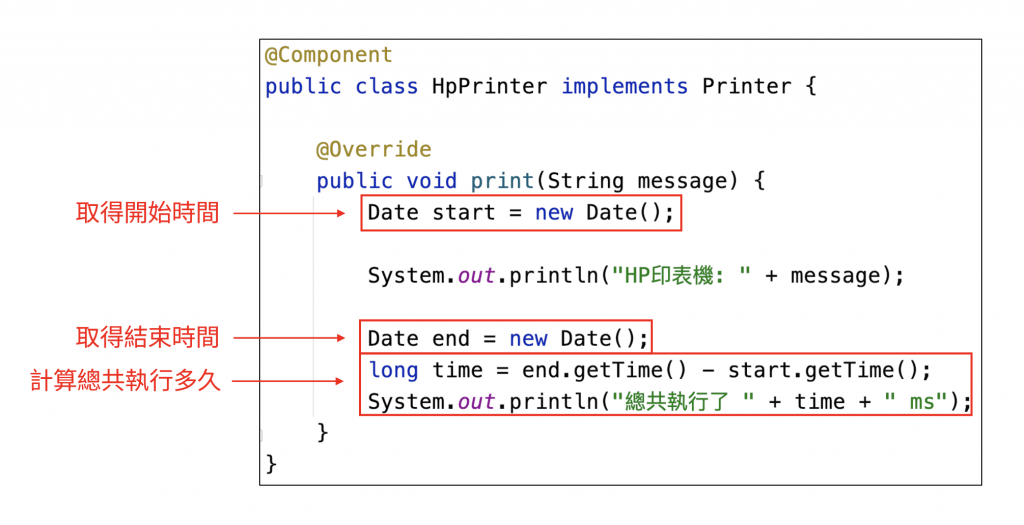 @Component
public class HpPrinter implements Printer {
@Override
public void print(String message) {
取得開始時間
Date start = new Date();
System.out.println("HP印表機: " + message);
取得結束時間
Date end = new Date();
計算總共執行多久
long time = end.getTime() - start.getTime();
System.out.println("總共執行了 " + time + " ms");
}
}